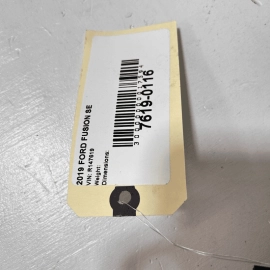 2019 FORD FUSION SE
VIN: R147619
Weight:
Dimensions:
7619-0116